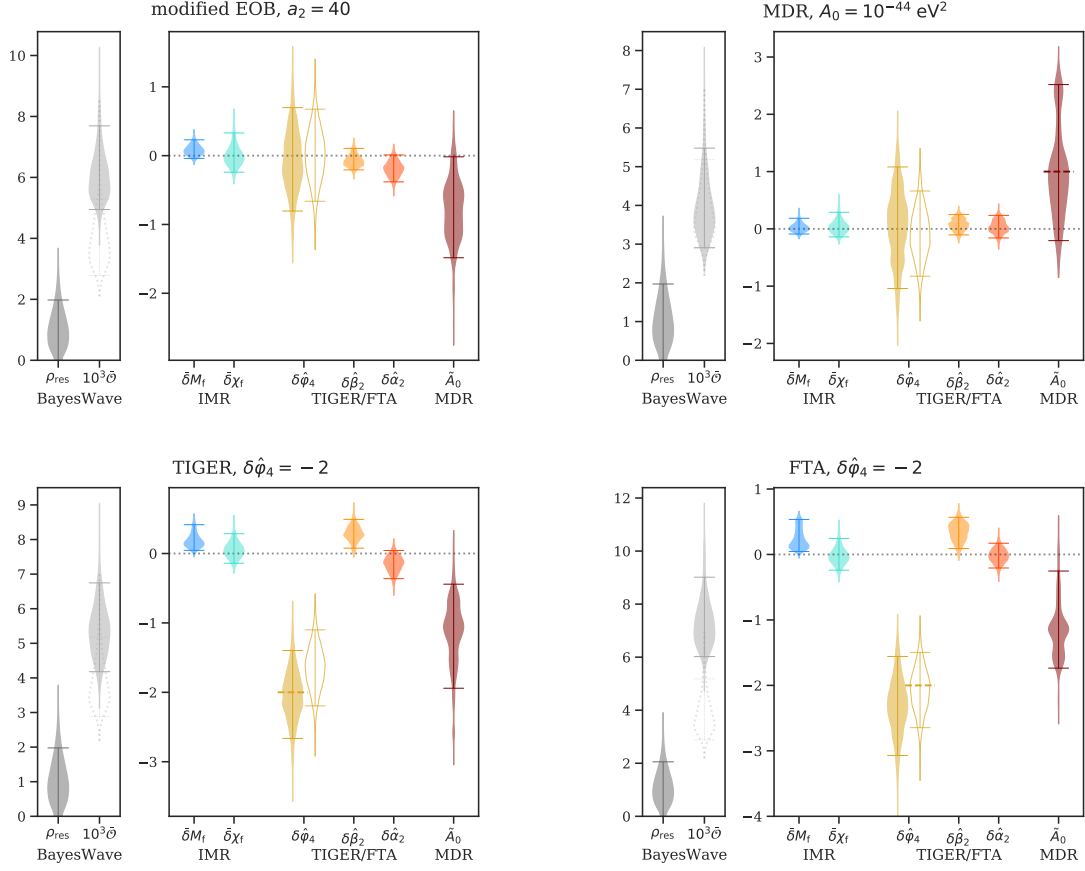 modified EOB, a₂ = 40
10
8
6
4
2
0
1
0
−1
−2
ρres 10³Ō̄
BayesWave
δ̄Mf δ̄χf
IMR
δφ̂₄ δβ̂₂ δα̂₂
TIGER/FTA
Ã₀
MDR
MDR, A₀ = 10⁻⁴⁴ eV²
8
7
6
5
4
3
2
1
0
3
2
1
0
−1
−2
ρres 10³Ō̄
BayesWave
δ̄Mf δ̄χf
IMR
δφ̂₄ δβ̂₂ δα̂₂
TIGER/FTA
Ã₀
MDR
TIGER, δφ̂₄ = −2
9
8
7
6
5
4
3
2
1
0
0
−1
−2
−3
ρres 10³Ō̄
BayesWave
δ̄Mf δ̄χf
IMR
δφ̂₄ δβ̂₂ δα̂₂
TIGER/FTA
Ã₀
MDR
FTA, δφ̂₄ = −2
12
10
8
6
4
2
0
1
0
−1
−2
−3
−4
ρres 10³Ō̄
BayesWave
δ̄Mf δ̄χf
IMR
δφ̂₄ δβ̂₂ δα̂₂
TIGER/FTA
Ã₀
MDR